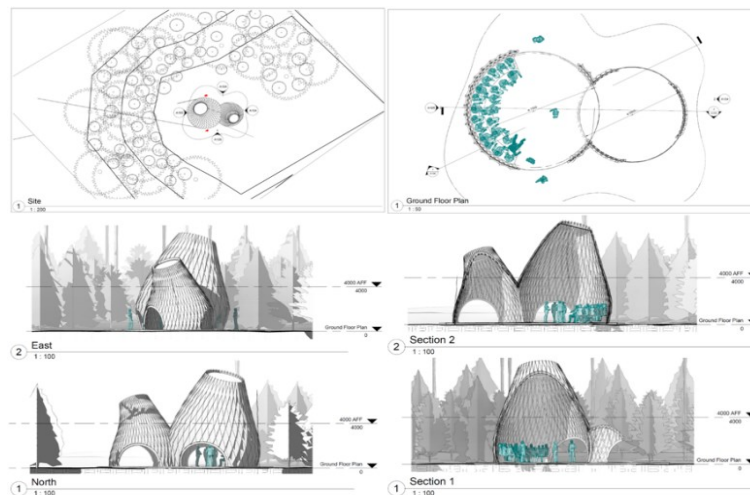 1 Site
1 : 200
1 Ground Floor Plan
1 : 50
4000 AFF
4000
Ground Floor Plan
0
2 East
1 : 100
4000 AFF
4000
Ground Floor Plan
0
2 Section 2
1 : 100
4000 AFF
4000
Ground Floor Plan
0
1 North
1 : 100
4000 AFF
4000
Ground Floor Plan
0
1 Section 1
1 : 100